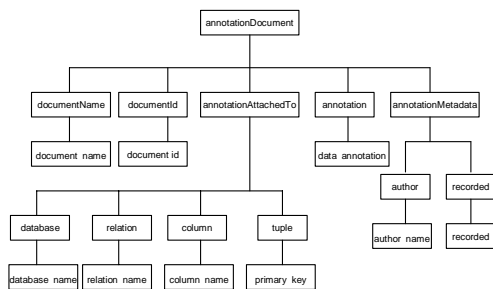 annotationDocument
documentName
documentId
annotationAttachedTo
annotation
annotationMetadata
document name
document id
data annotation
author
recorded
database
relation
column
tuple
author name
recorded
database name
relation name
column name
primary key